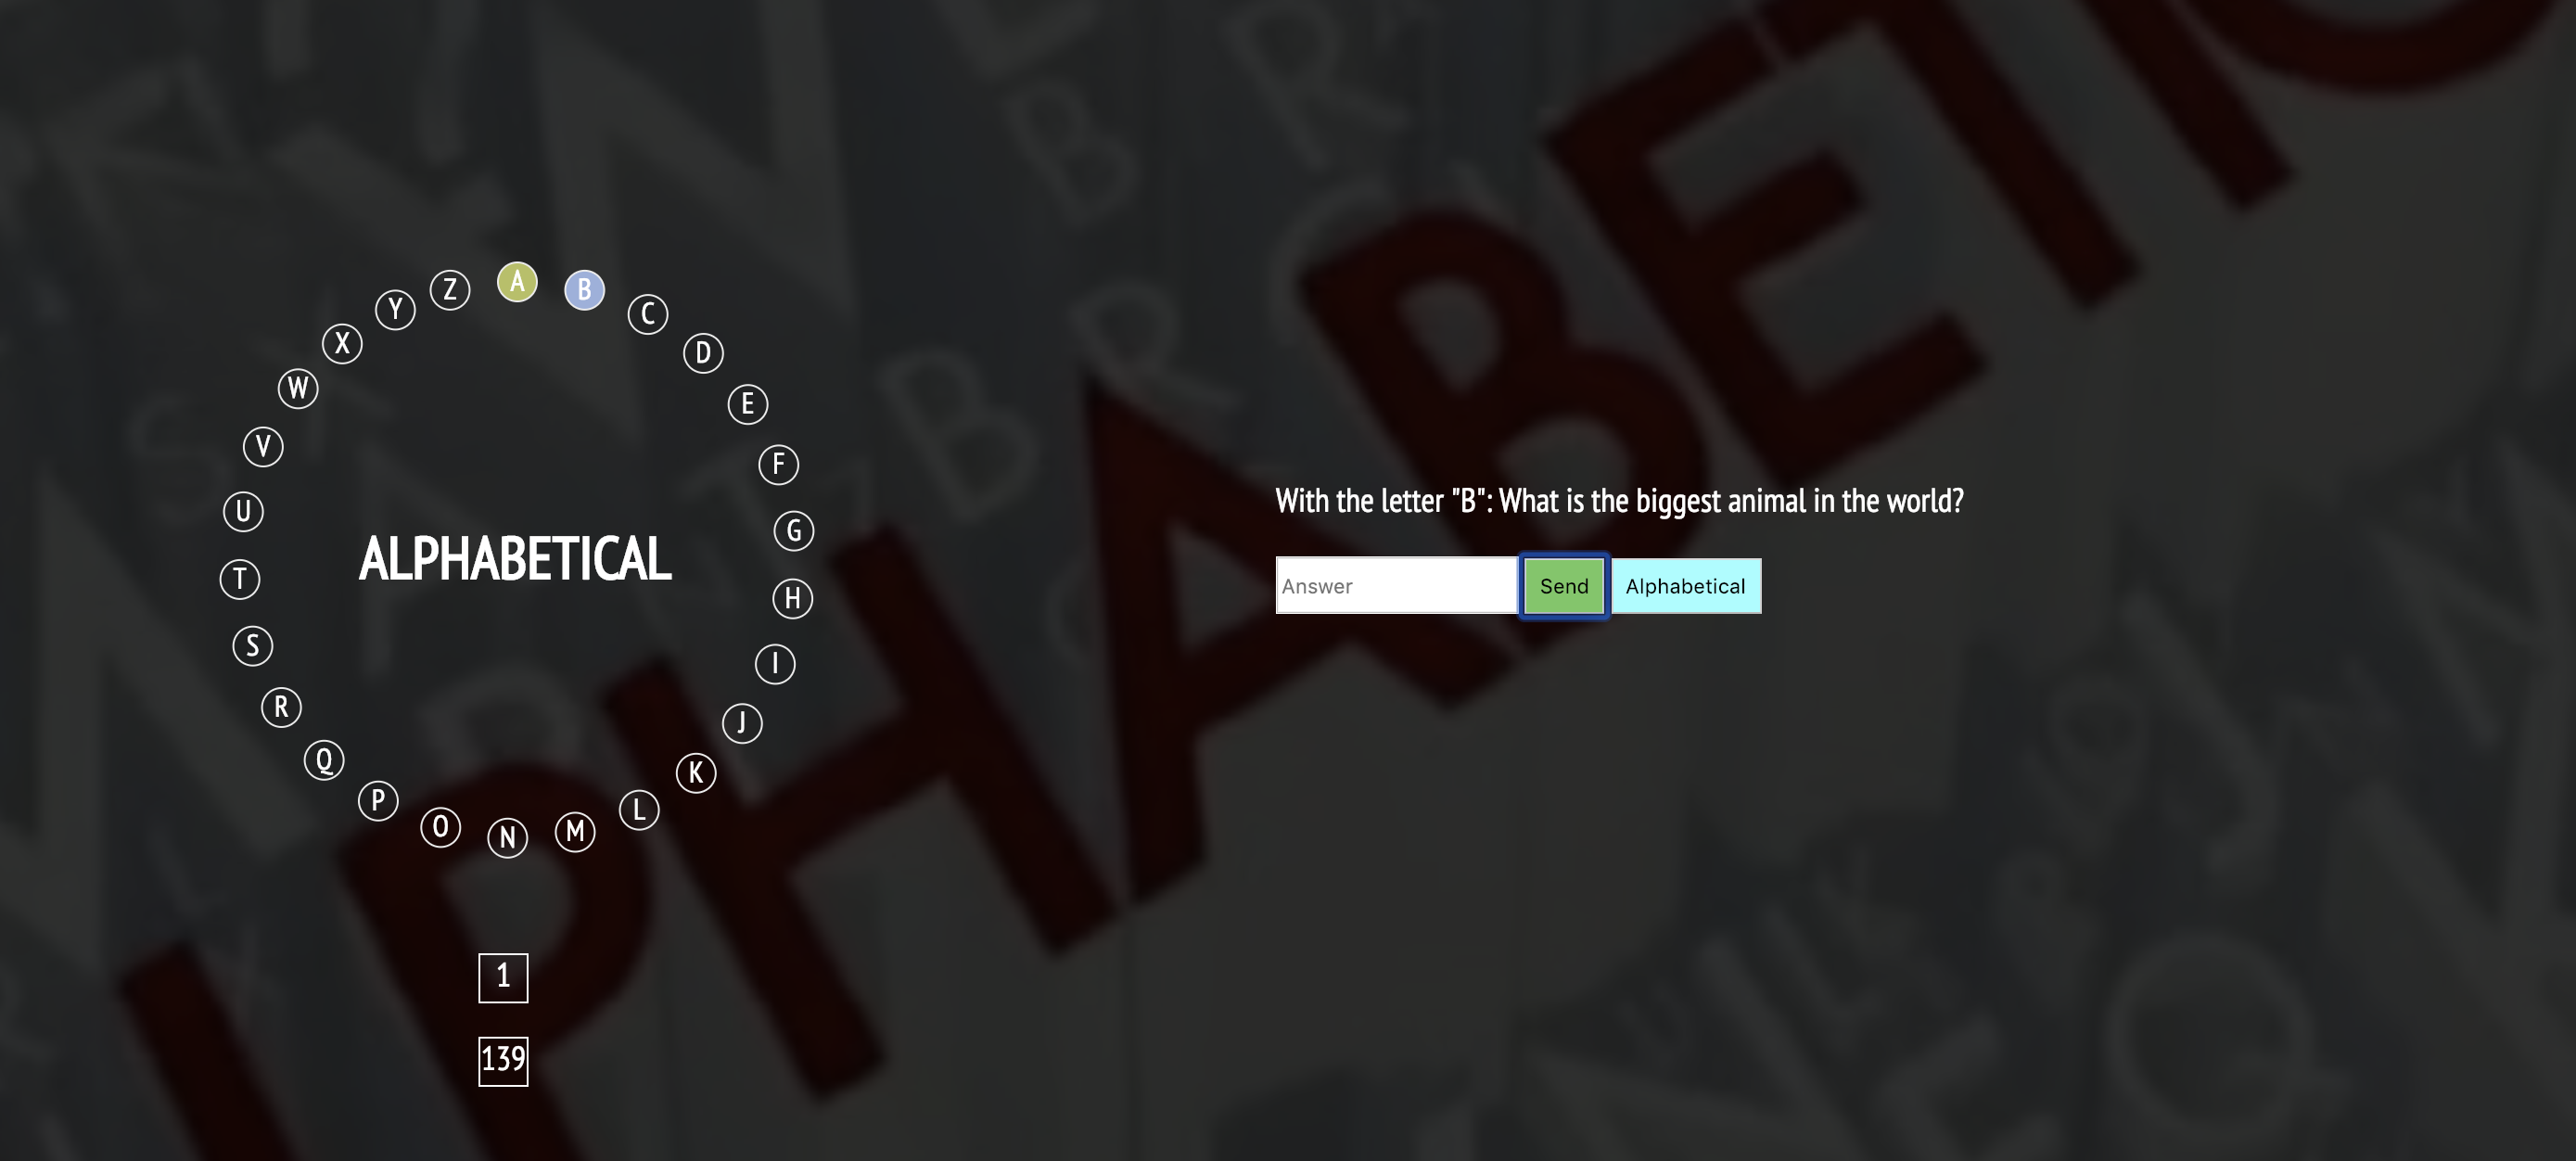 A
B
C
D
E
F
G
H
I
J
K
L
M
N
O
P
Q
R
S
T
U
V
W
X
Y
Z
ALPHABETICAL
1
139
With the letter "B": What is the biggest animal in the world?
Answer Send Alphabetical